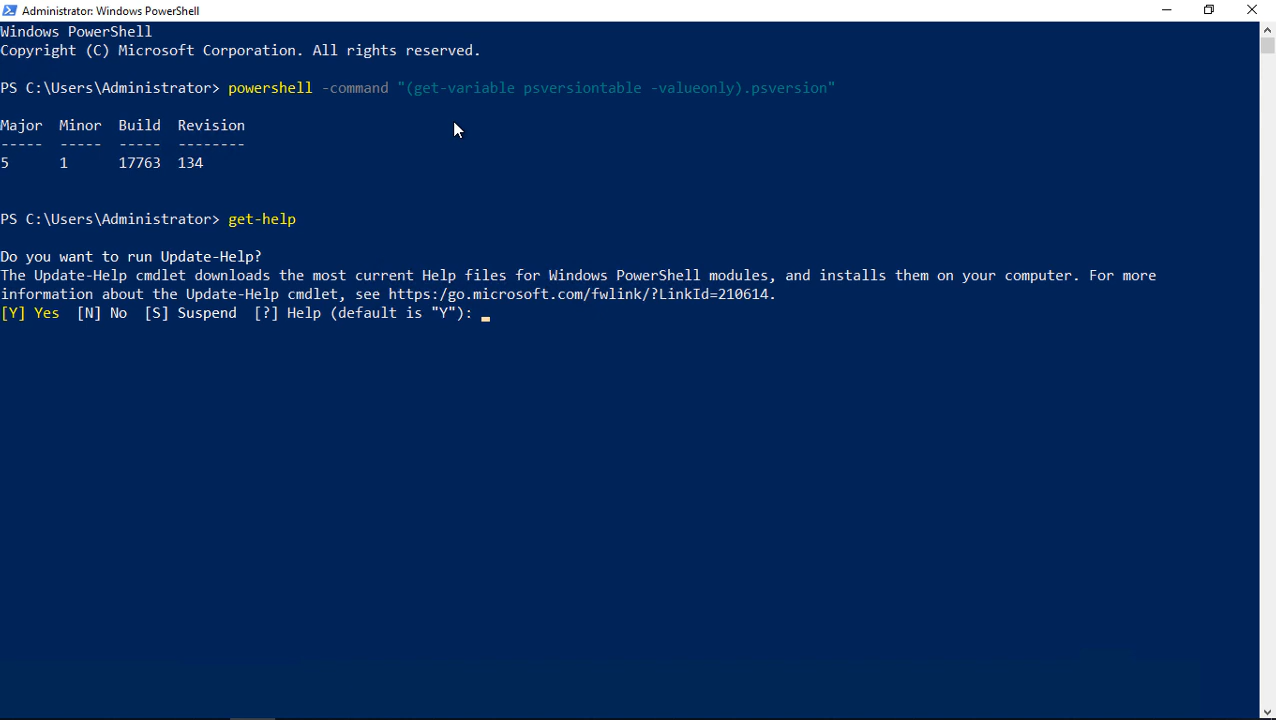 Administrator: Windows PowerShell
Windows PowerShell
Copyright (C) Microsoft Corporation. All rights reserved.
PS C:\Users\Administrator> powershell -command "(get-variable psversiontable -valueonly).psversion"
Major  Minor  Build  Revision
-----  -----  -----  --------
5      1      17763  134
PS C:\Users\Administrator> get-help
Do you want to run Update-Help?
The Update-Help cmdlet downloads the most current Help files for Windows PowerShell modules, and installs them on your computer. For more
information about the Update-Help cmdlet, see https:/go.microsoft.com/fwlink/?LinkId=210614.
[Y] Yes  [N] No  [S] Suspend  [?] Help (default is "Y"):